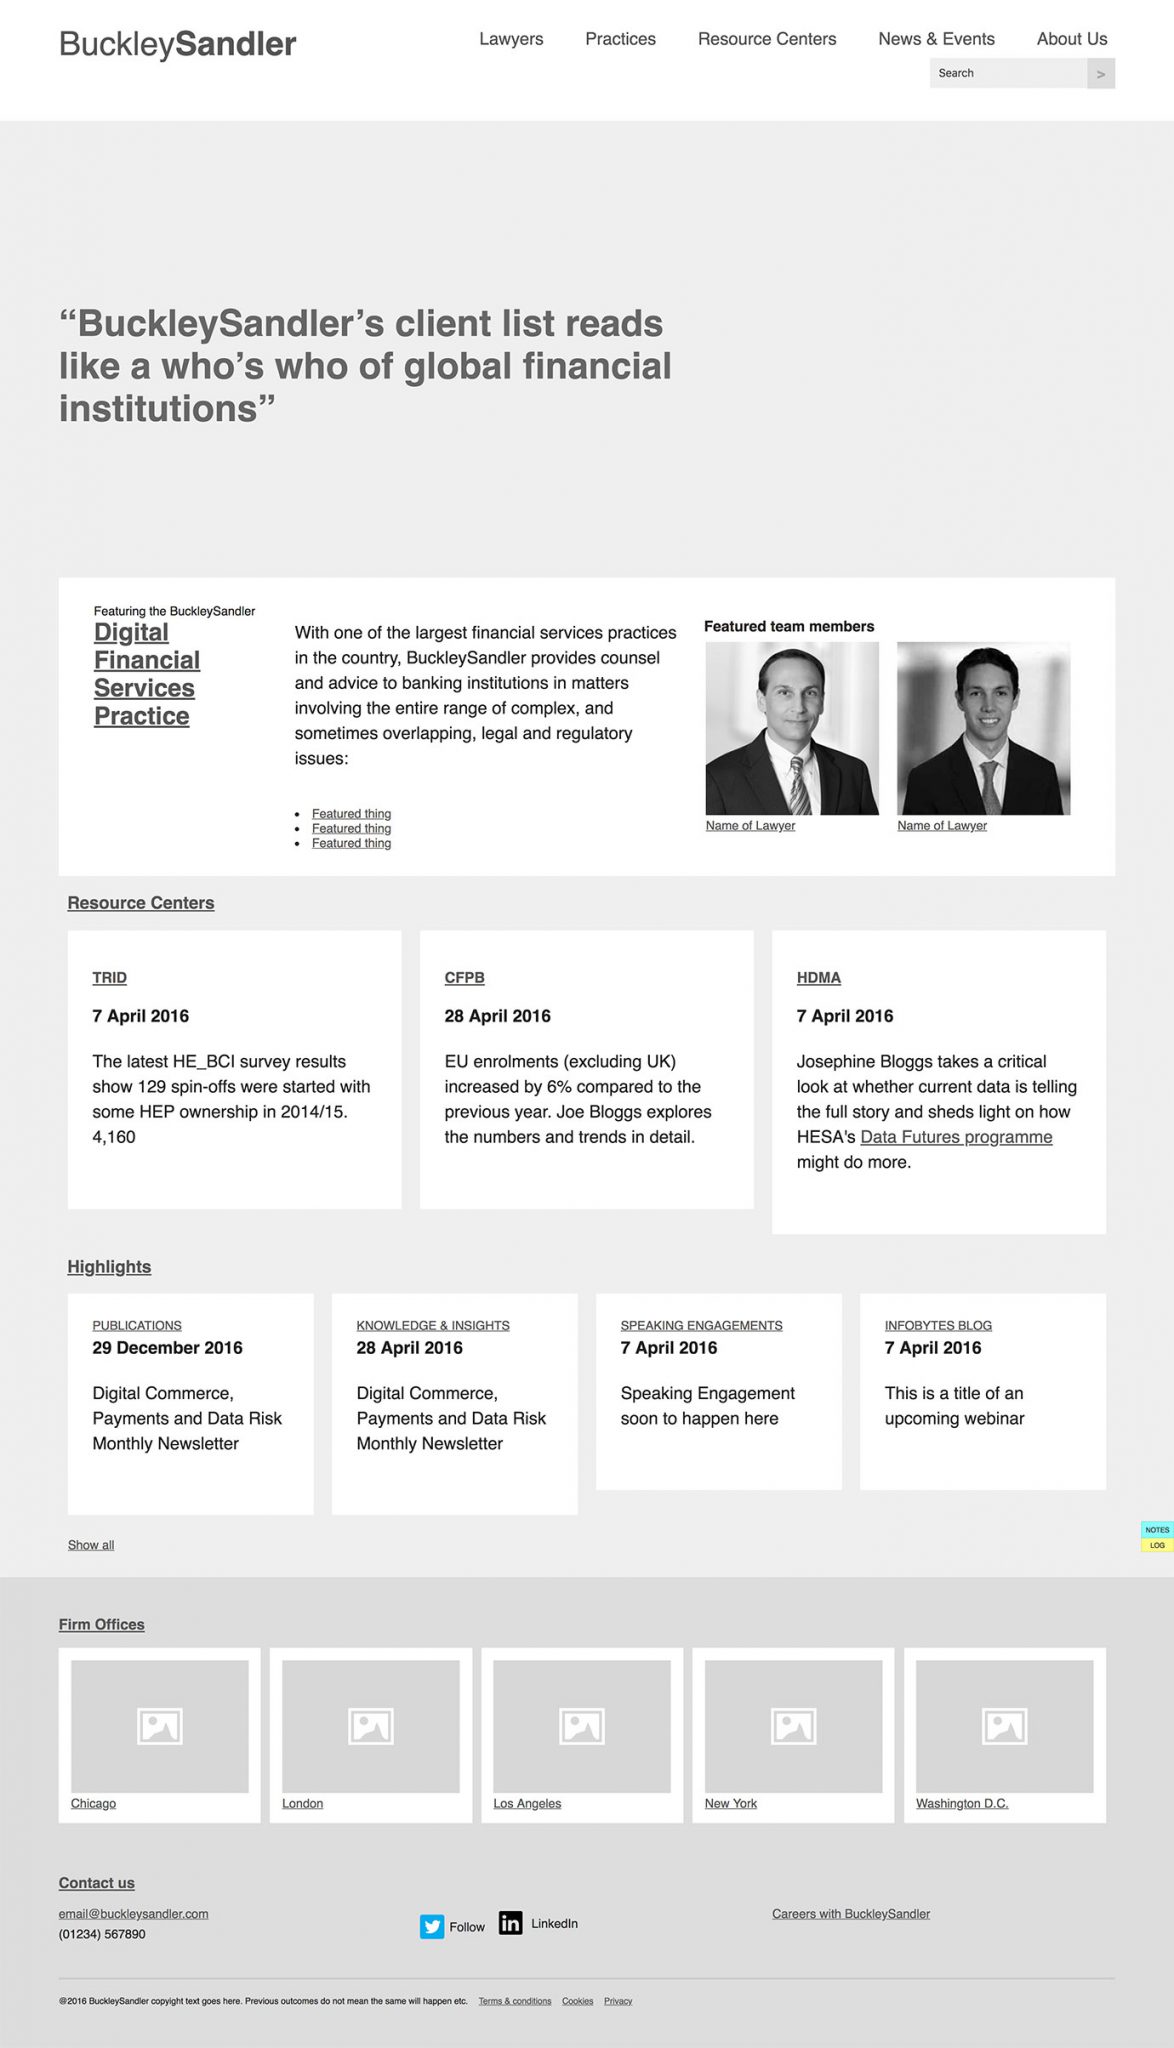 BuckleySandler
Lawyers Practices Resource Centers News & Events About Us
Search >
“BuckleySandler’s client list reads
like a who’s who of global financial
institutions”
Featuring the BuckleySandler
Digital
Financial
Services
Practice
With one of the largest financial services practices
in the country, BuckleySandler provides counsel
and advice to banking institutions in matters
involving the entire range of complex, and
sometimes overlapping, legal and regulatory
issues:
• Featured thing
• Featured thing
• Featured thing
Featured team members
Name of Lawyer
Name of Lawyer
Resource Centers
TRID
7 April 2016
The latest HE_BCI survey results
show 129 spin-offs were started with
some HEP ownership in 2014/15.
4,160
CFPB
28 April 2016
EU enrolments (excluding UK)
increased by 6% compared to the
previous year. Joe Bloggs explores
the numbers and trends in detail.
HDMA
7 April 2016
Josephine Bloggs takes a critical
look at whether current data is telling
the full story and sheds light on how
HESA's Data Futures programme
might do more.
Highlights
PUBLICATIONS
29 December 2016
Digital Commerce,
Payments and Data Risk
Monthly Newsletter
KNOWLEDGE & INSIGHTS
28 April 2016
Digital Commerce,
Payments and Data Risk
Monthly Newsletter
SPEAKING ENGAGEMENTS
7 April 2016
Speaking Engagement
soon to happen here
INFOBYTES BLOG
7 April 2016
This is a title of an
upcoming webinar
Show all
NOTES
LOG
Firm Offices
Chicago
London
Los Angeles
New York
Washington D.C.
Contact us
email@buckleysandler.com
(01234) 567890
Follow
in LinkedIn
Careers with BuckleySandler
@2016 BuckleySandler copyight text goes here. Previous outcomes do not mean the same will happen etc. Terms & conditions Cookies Privacy